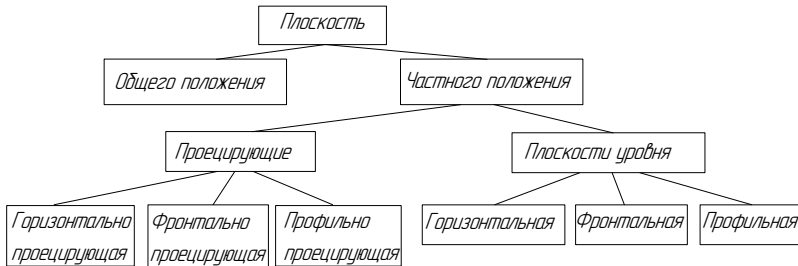 Плоскость
Общего положения
Частного положения
Проецирующие
Плоскости уровня
Горизонтально
проецирующая
Фронтально
проецирующая
Профильно
проецирующая
Горизонтальная
Фронтальная
Профильная